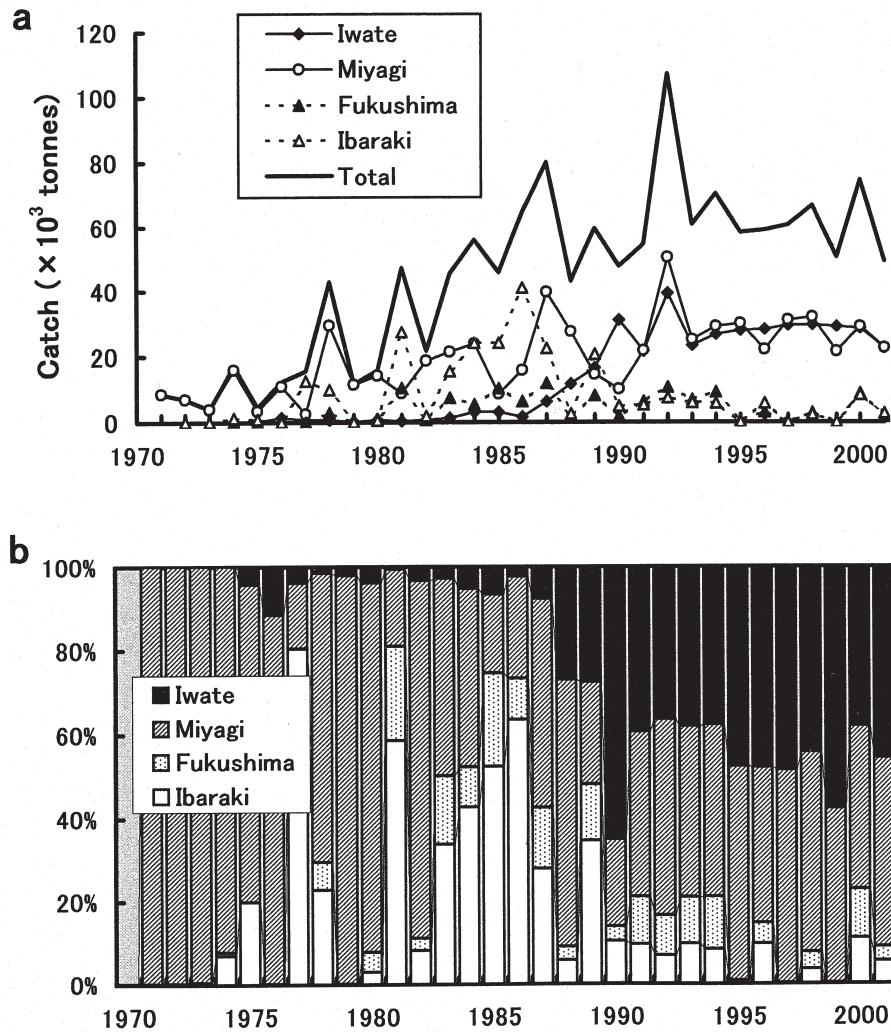 a
120
100
80
60
40
20
0
Catch (×10³ tonnes)
Iwate
Miyagi
Fukushima
Ibaraki
Total
1970 1975 1980 1985 1990 1995 2000
b
100%
80%
60%
40%
20%
0%
Iwate
Miyagi
Fukushima
Ibaraki
1970 1975 1980 1985 1990 1995 2000